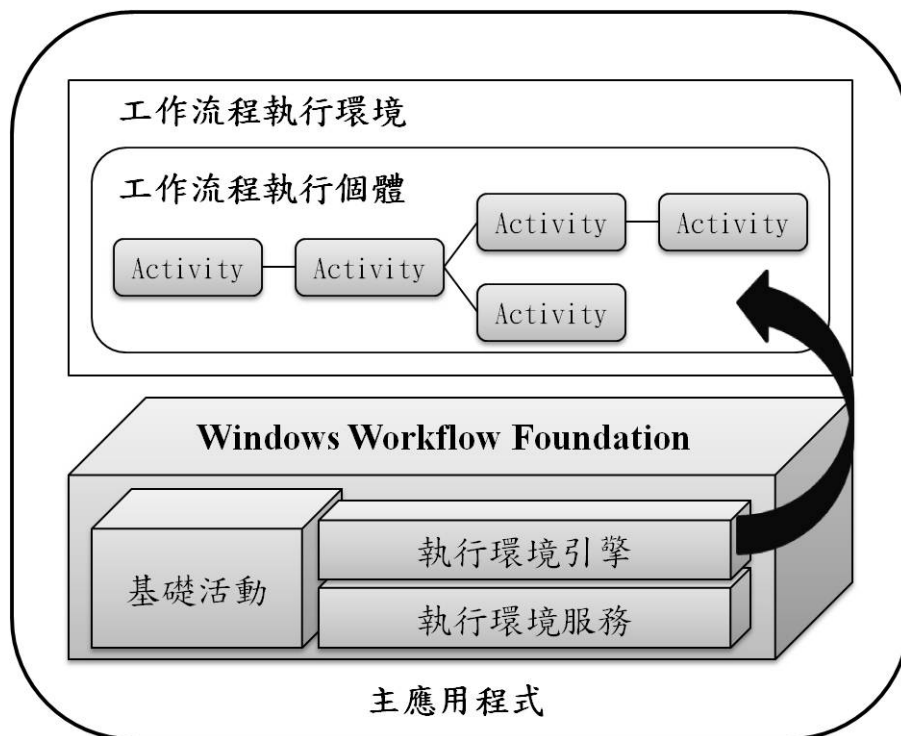 工作流程執行環境
工作流程執行個體
Activity
Activity
Activity
Activity
Activity
Windows Workflow Foundation
基礎活動
執行環境引擎
執行環境服務
主應用程式